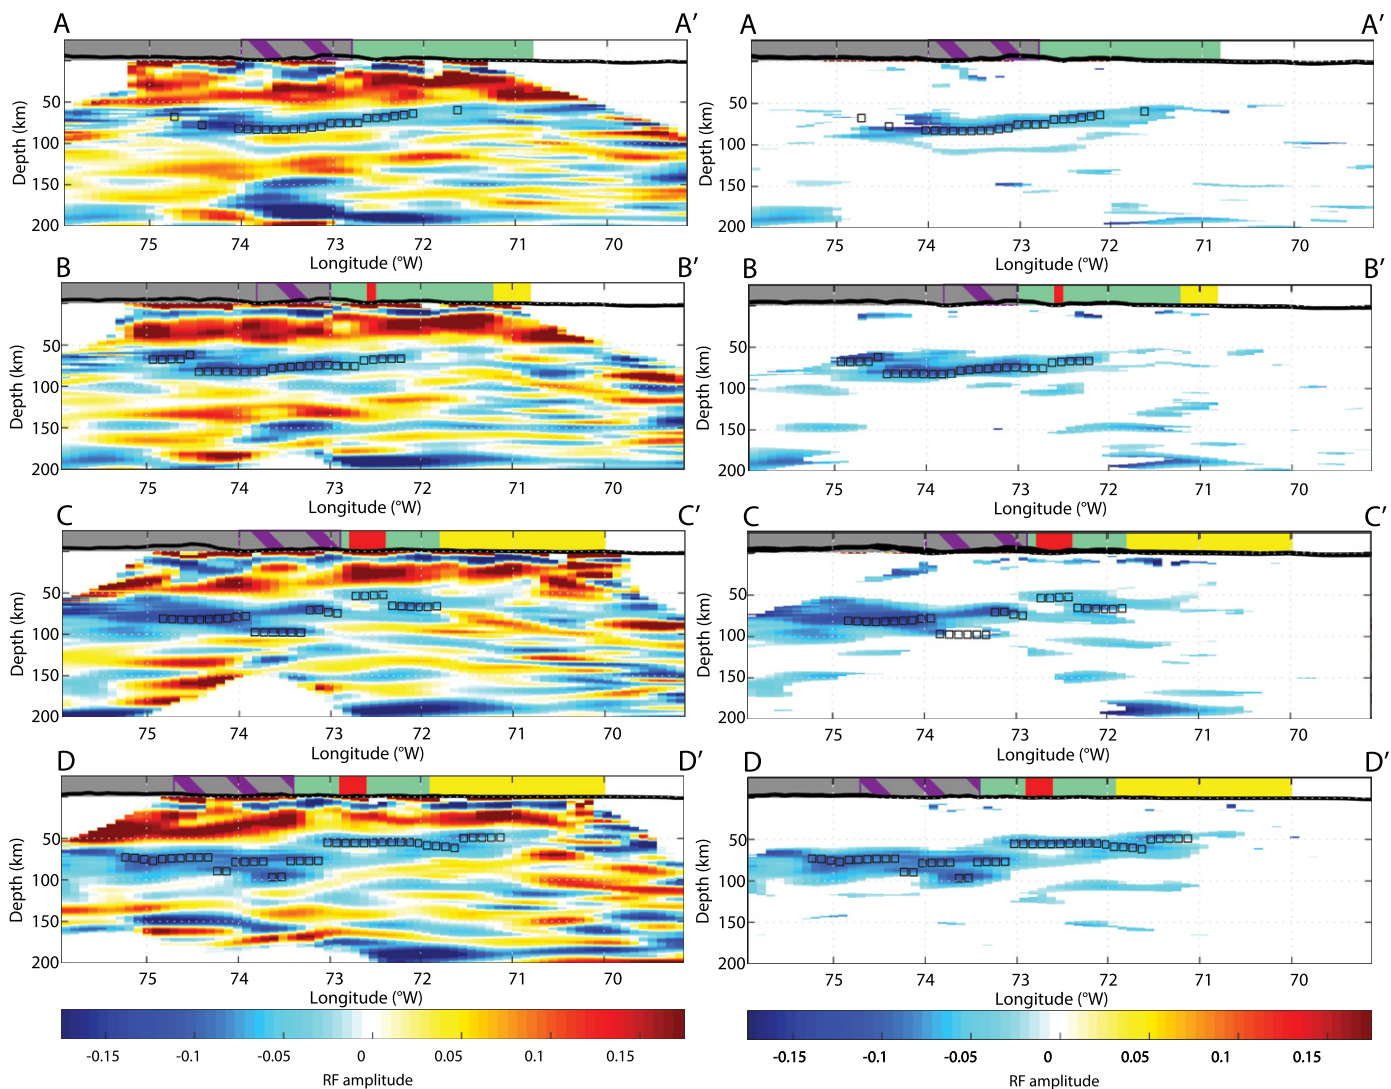 A A′ A A′
50 50
100 100
150 150
200 200
Depth (km) Depth (km)
75 74 73 72 71 70 75 74 73 72 71 70
Longitude (°W) Longitude (°W)
B B′ B B′
50 50
100 100
150 150
200 200
Depth (km) Depth (km)
75 74 73 72 71 70 75 74 73 72 71 70
Longitude (°W) Longitude (°W)
C C′ C C′
50 50
100 100
150 150
200 200
Depth (km) Depth (km)
75 74 73 72 71 70 75 74 73 72 71 70
Longitude (°W) Longitude (°W)
D D′ D D′
50 50
100 100
150 150
200 200
Depth (km) Depth (km)
75 74 73 72 71 70 75 74 73 72 71 70
Longitude (°W) Longitude (°W)
-0.15 -0.1 -0.05 0 0.05 0.1 0.15 -0.15 -0.1 -0.05 0 0.05 0.1 0.15
RF amplitude RF amplitude